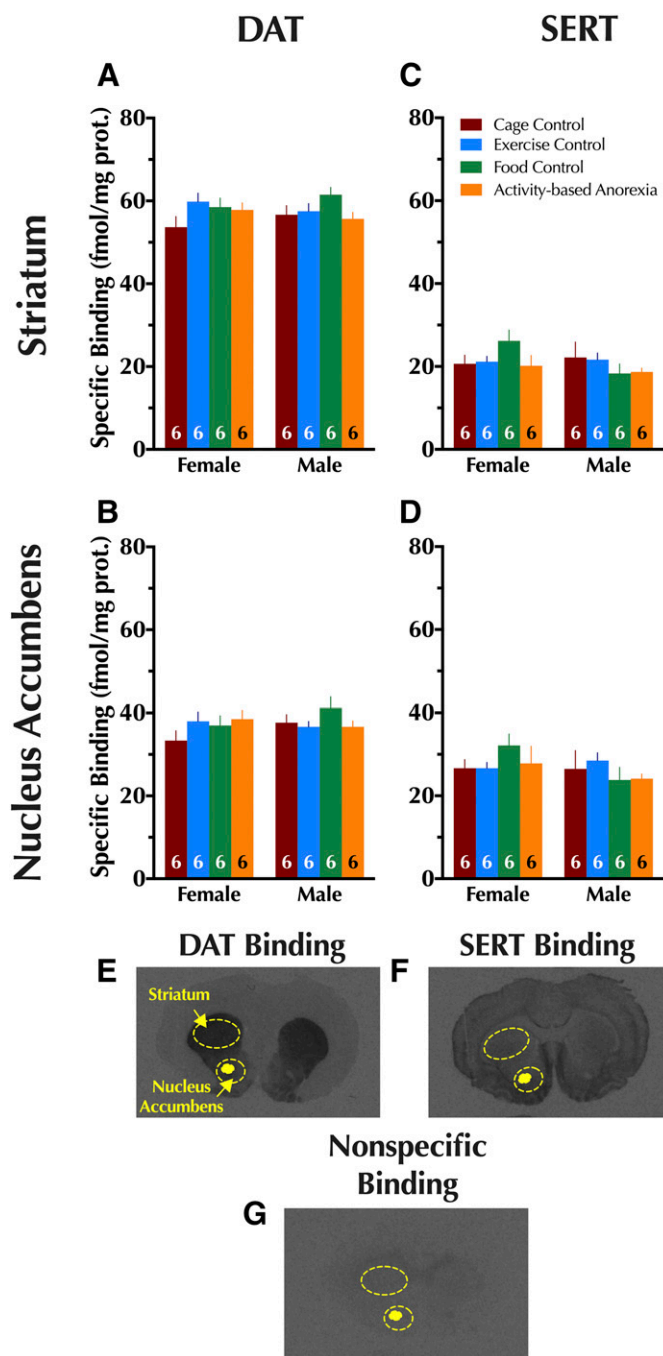 DAT
SERT
A
C
Striatum
Specific Binding (fmol/mg prot.)
80
60
40
20
0
6 6 6 6
6 6 6 6
Female
Male
80
60
40
20
0
Cage Control
Exercise Control
Food Control
Activity-based Anorexia
6 6 6 6
6 6 6 6
Female
Male
B
D
Nucleus Accumbens
Specific Binding (fmol/mg prot.)
80
60
40
20
0
6 6 6 6
6 6 6 6
Female
Male
80
60
40
20
0
6 6 6 6
6 6 6 6
Female
Male
DAT Binding
SERT Binding
E
F
Striatum
Nucleus
Accumbens
Nonspecific
Binding
G